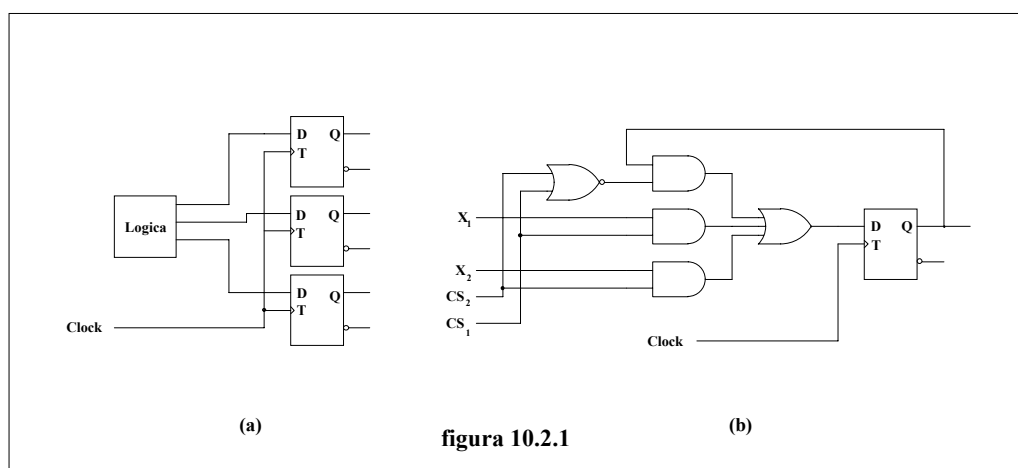 D Q
T
D Q
T
D Q
T
Logica
Clock
(a)
X1
X2
CS2
CS1
D Q
T
Clock
(b)
figura 10.2.1